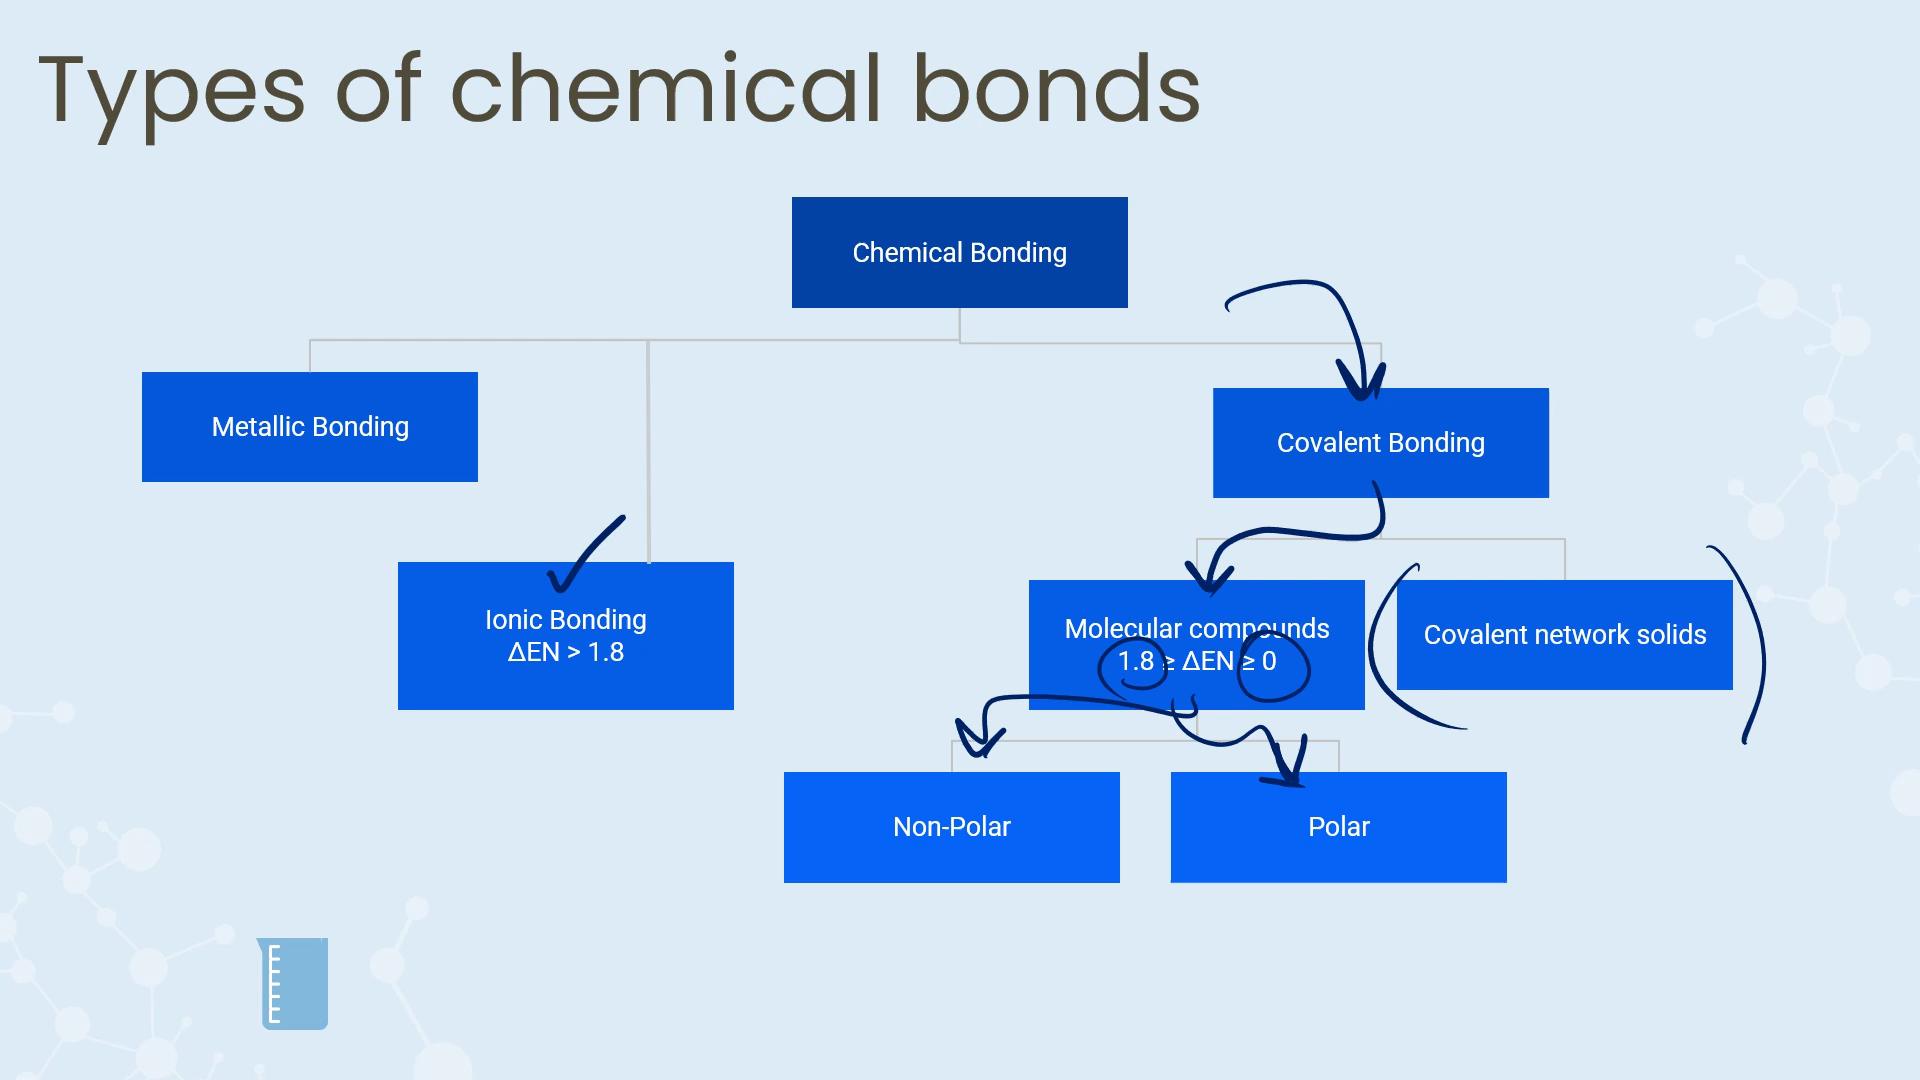 Types of chemical bonds
Chemical Bonding
Metallic Bonding
Covalent Bonding
Ionic Bonding
ΔEN > 1.8
Molecular compounds
1.8 ≥ ΔEN ≥ 0
Covalent network solids
Non-Polar
Polar